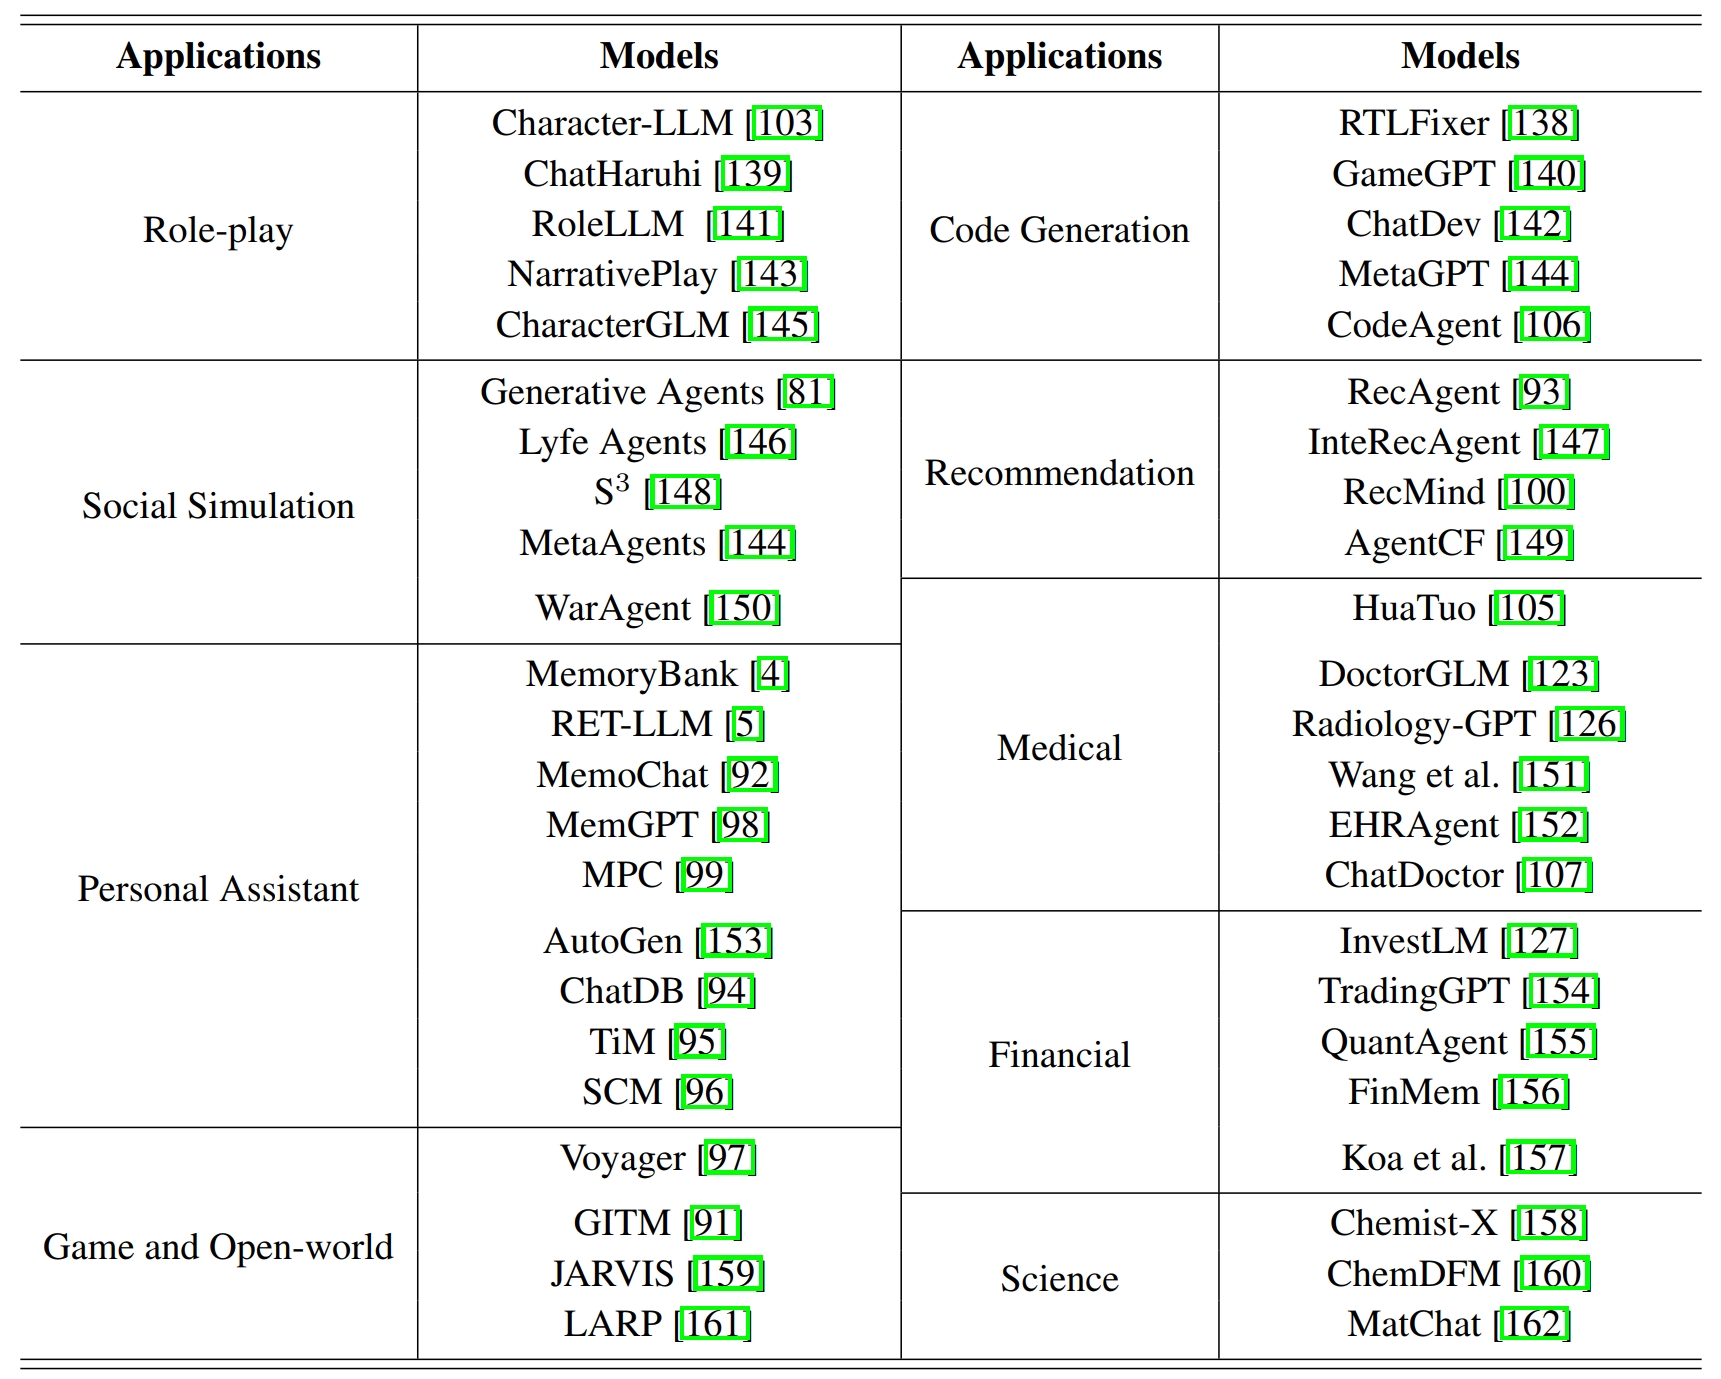 Applications Models Applications Models
Character-LLM [103] RTLFixer [138]
ChatHaruhi [139] GameGPT [140]
Role-play RoleLLM [141] Code Generation ChatDev [142]
NarrativePlay [143] MetaGPT [144]
CharacterGLM [145] CodeAgent [106]
Generative Agents [81] RecAgent [93]
Lyfe Agents [146] Recommendation InteRecAgent [147]
Social Simulation S³ [148] RecMind [100]
MetaAgents [144] AgentCF [149]
WarAgent [150] HuaTuo [105]
MemoryBank [4] DoctorGLM [123]
RET-LLM [5] Medical Radiology-GPT [126]
MemoChat [92] Wang et al. [151]
MemGPT [98] EHRAgent [152]
Personal Assistant MPC [99] ChatDoctor [107]
AutoGen [153] InvestLM [127]
ChatDB [94] TradingGPT [154]
TiM [95] Financial QuantAgent [155]
SCM [96] FinMem [156]
Voyager [97] Koa et al. [157]
Game and Open-world GITM [91] Chemist-X [158]
JARVIS [159] Science ChemDFM [160]
LARP [161] MatChat [162]